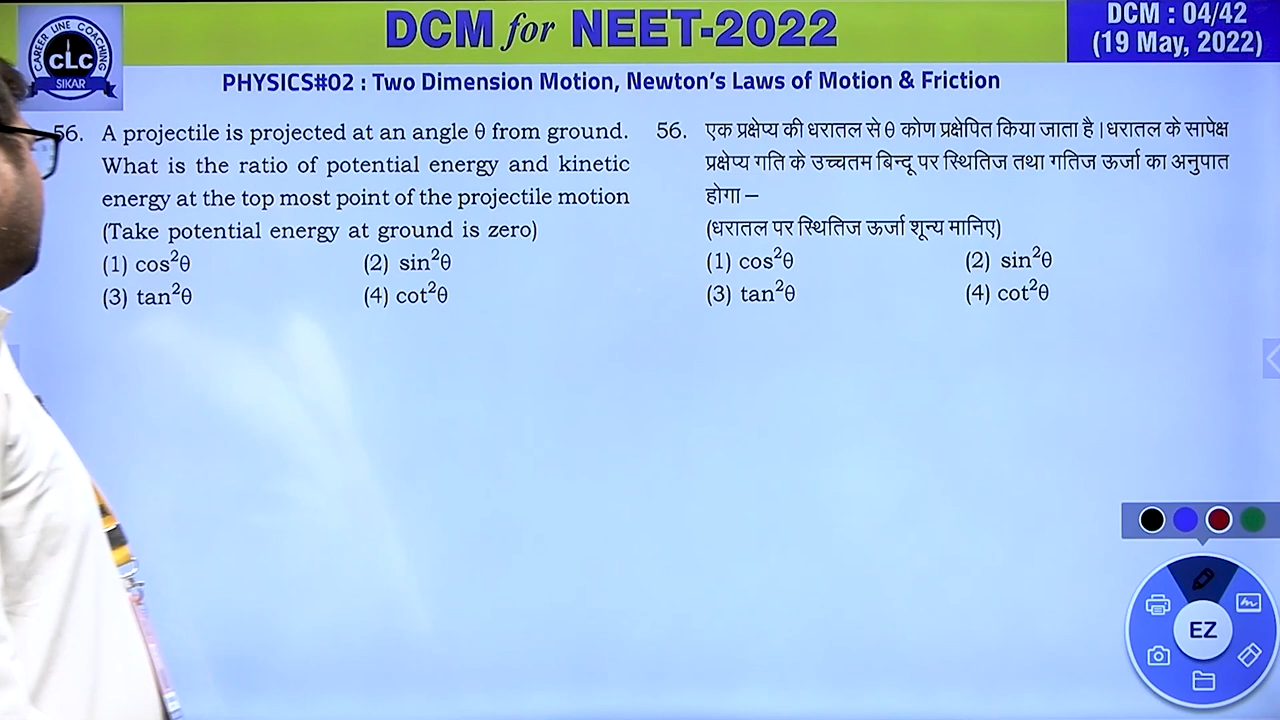 DCM for NEET-2022
DCM : 04/42
(19 May, 2022)
CAREER LINE COACHING
CLC
SIKAR
PHYSICS#02 : Two Dimension Motion, Newton's Laws of Motion & Friction
56. A projectile is projected at an angle θ from ground.
What is the ratio of potential energy and kinetic
energy at the top most point of the projectile motion
(Take potential energy at ground is zero)
(1) cos²θ (2) sin²θ
(3) tan²θ (4) cot²θ
56. एक प्रक्षेप्य की धरातल से θ कोण प्रक्षेपित किया जाता है। धरातल के सापेक्ष
प्रक्षेप्य गति के उच्चतम बिन्दू पर स्थितिज तथा गतिज ऊर्जा का अनुपात
होगा –
(धरातल पर स्थितिज ऊर्जा शून्य मानिए)
(1) cos²θ (2) sin²θ
(3) tan²θ (4) cot²θ
EZ